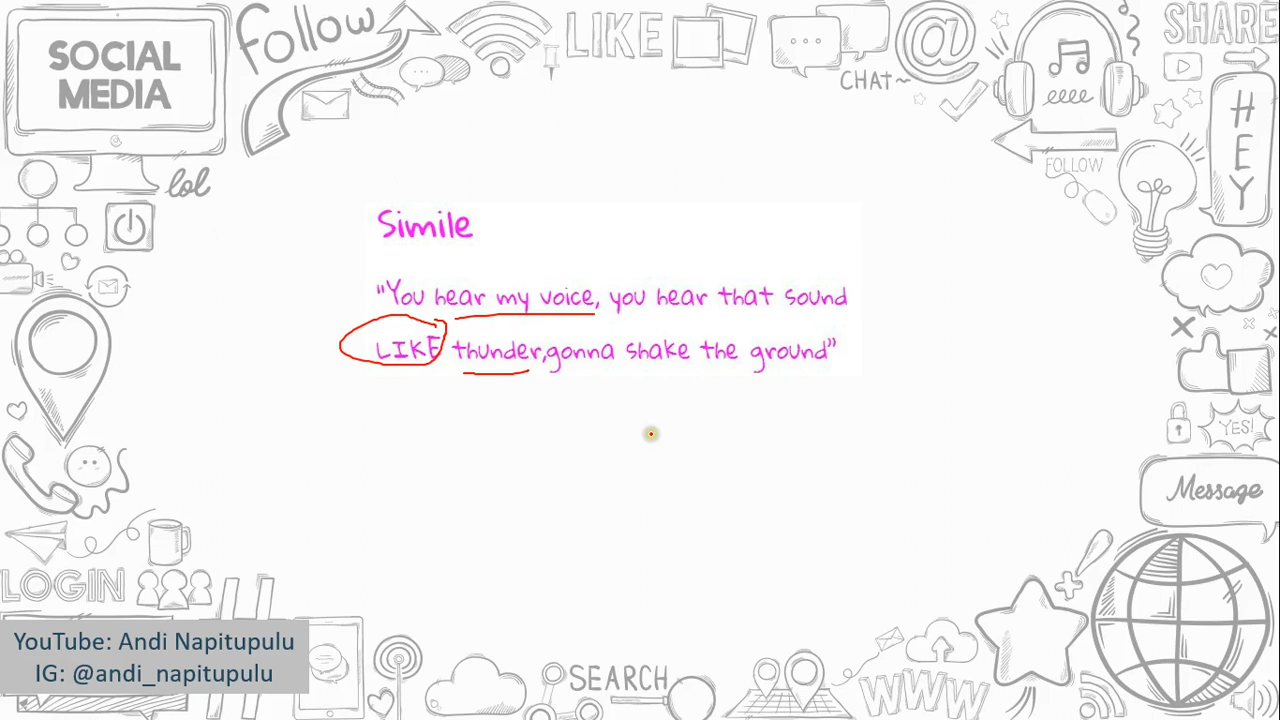 SOCIAL
MEDIA
follow
LIKE
CHAT~
@
SHARE
FOLLOW
HEY
lol
Simile
"You hear my voice, you hear that sound
LIKE thunder,gonna shake the ground"
YES!
Message
LOGIN
#
YouTube: Andi Napitupulu
IG: @andi_napitupulu
SEARCH
WWW